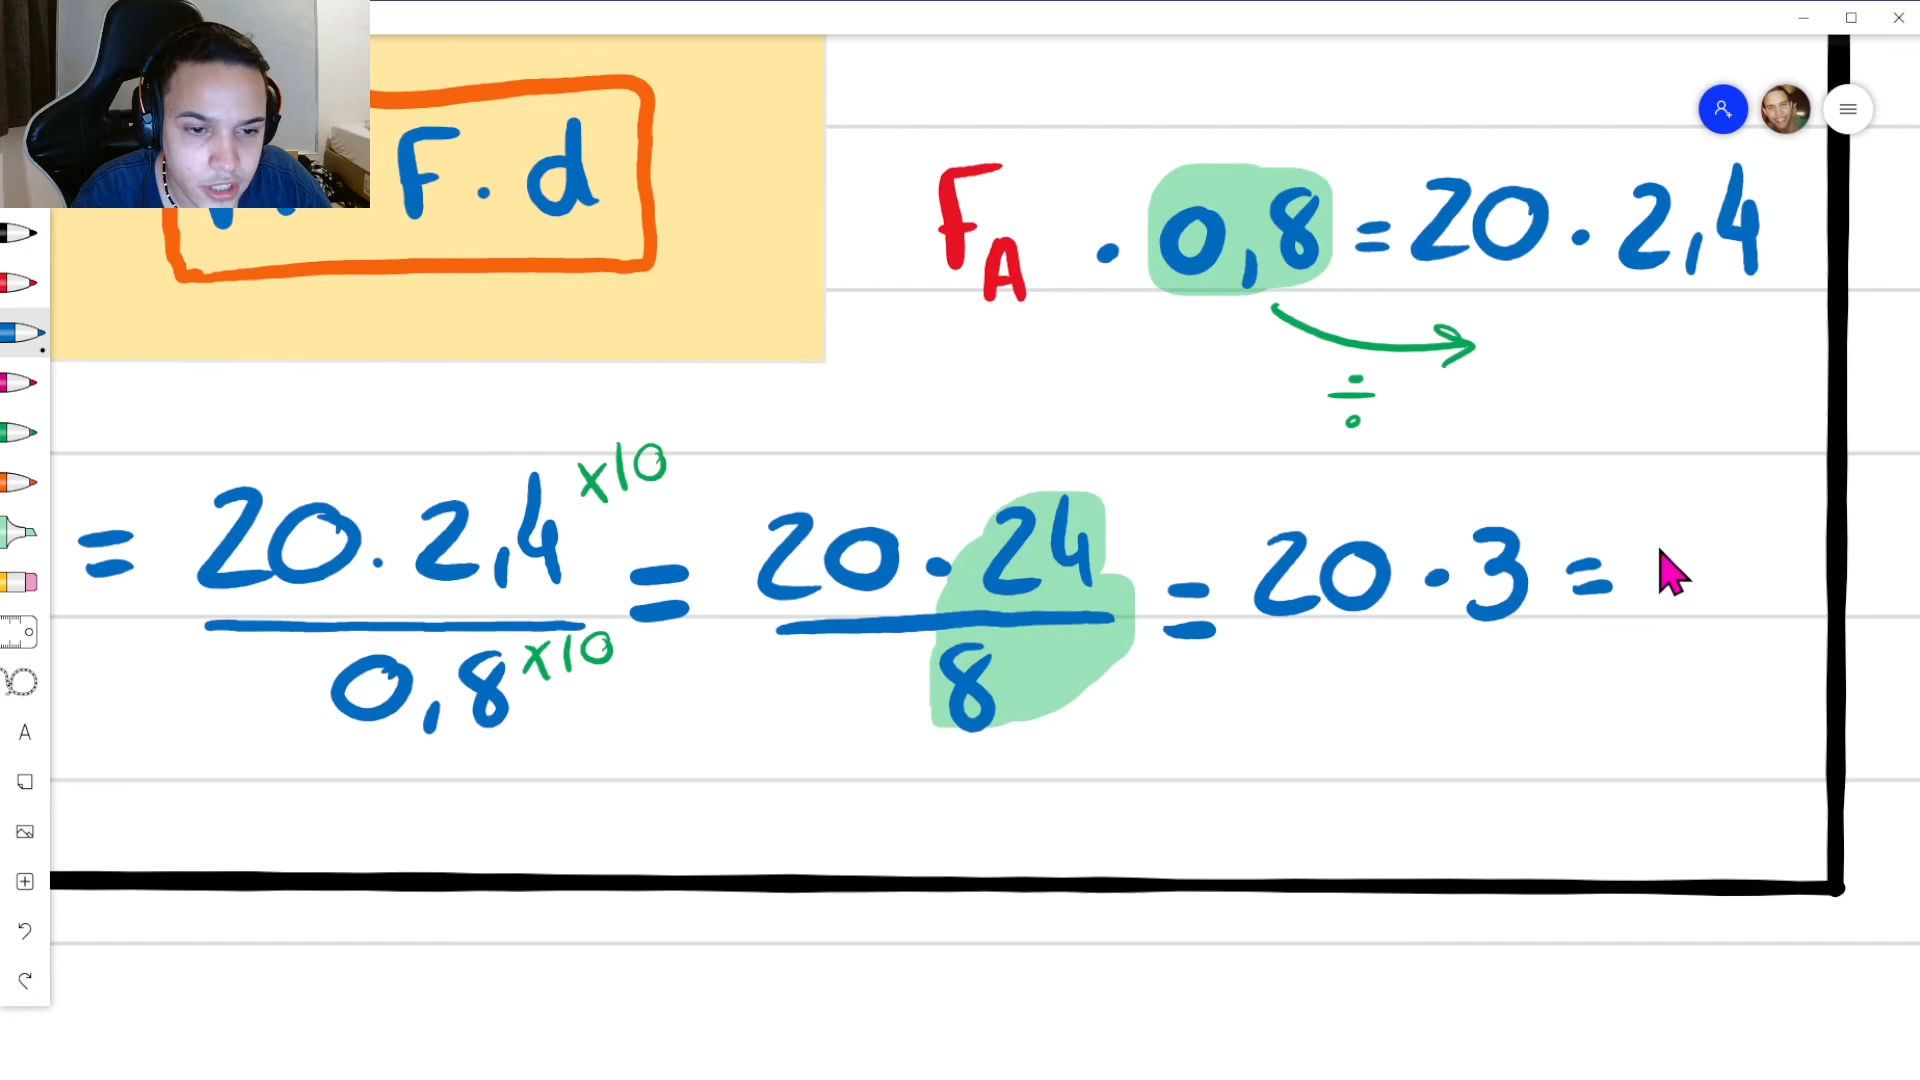 F . d
F_A . 0,8 = 20 . 2,4
÷
= 20 . 2,4 x10 / 0,8 x10 = 20 . 24 / 8 = 20 . 3 =
A